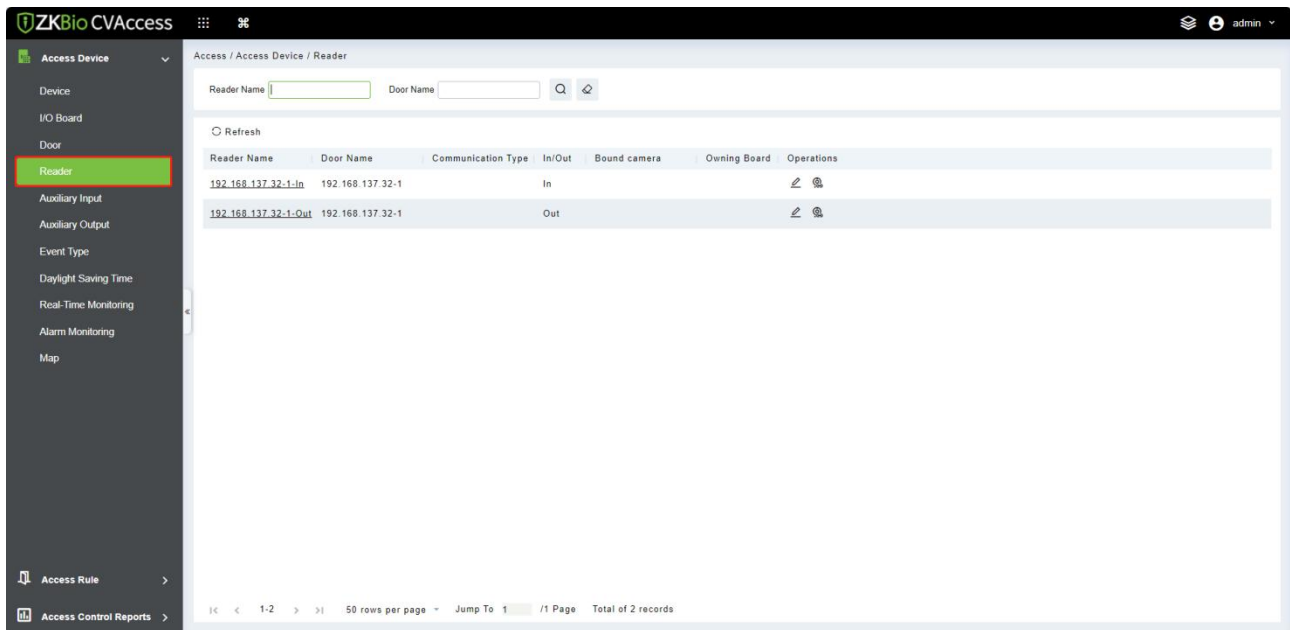 ZKBio CVAccess
admin
Access Device
Device
I/O Board
Door
Reader
Auxiliary Input
Auxiliary Output
Event Type
Daylight Saving Time
Real-Time Monitoring
Alarm Monitoring
Map
Access Rule
Access Control Reports
Access / Access Device / Reader
Reader Name Door Name
Refresh
Reader Name Door Name Communication Type In/Out Bound camera Owning Board Operations
192.168.137.32-1-In 192.168.137.32-1 In
192.168.137.32-1-Out 192.168.137.32-1 Out
|< < 1-2 > >| 50 rows per page Jump To 1 /1 Page Total of 2 records